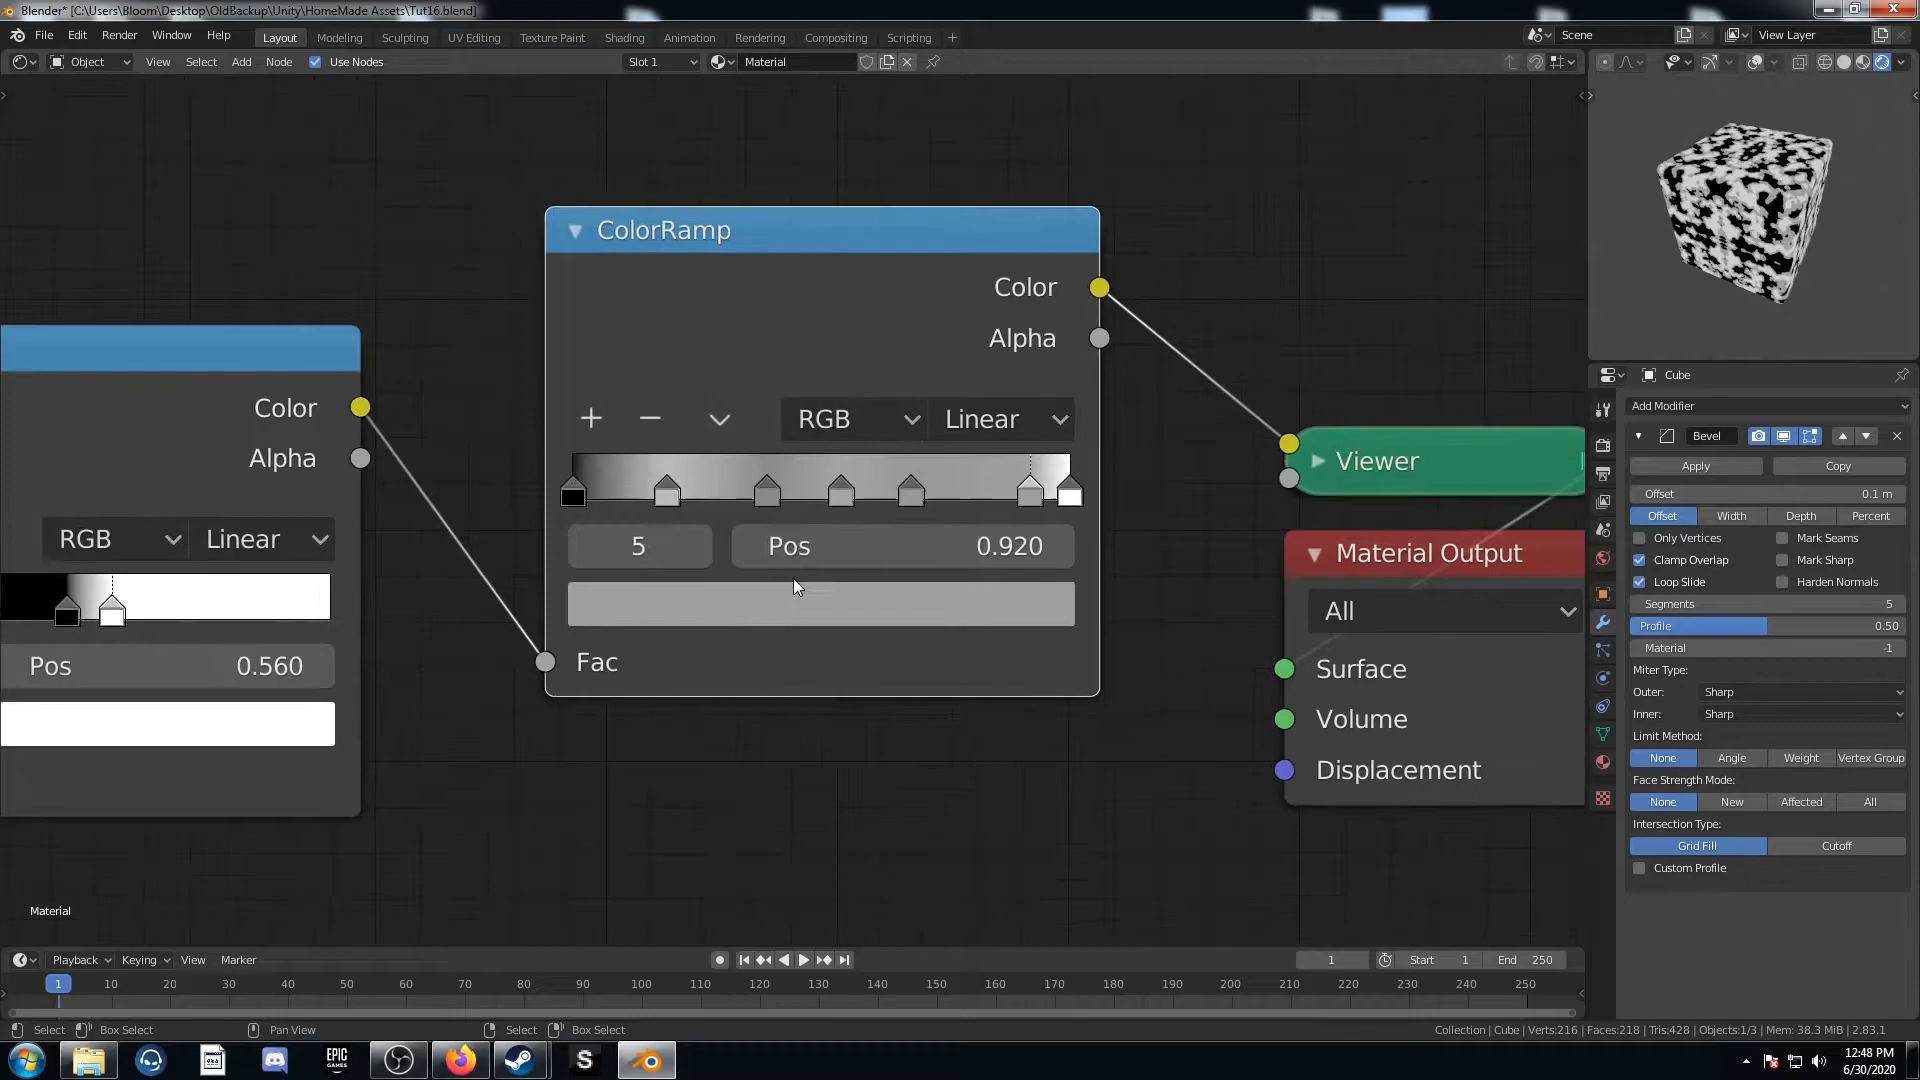 Blender* [C:\Users\Bloom\Desktop\OldBackup\Unity\HomeMade Assets\Tut16.blend]
File Edit Render Window Help Layout Modeling Sculpting UV Editing Texture Paint Shading Animation Rendering Compositing Scripting Scene View Layer
Object View Select Add Node Use Nodes Slot 1 Material
ColorRamp
Color
Alpha
RGB Linear
5 Pos 0.920
Fac
Color
Alpha
RGB Linear
Pos 0.560
Viewer
Material Output
All
Surface
Volume
Displacement
Material
Cube
Add Modifier
Bevel
Apply Copy
Offset 0.1 m
Offset Width Depth Percent
Only Vertices Mark Seams
Clamp Overlap Mark Sharp
Loop Slide Harden Normals
Segments 5
Profile 0.50
Material -1
Miter Type:
Outer: Sharp
Inner: Sharp
Limit Method:
None Angle Weight Vertex Group
Face Strength Mode:
None New Affected All
Intersection Type:
Grid Fill Cutoff
Custom Profile
Playback Keying View Marker 1 Start 1 End 250
1 10 20 30 40 50 60 70 80 90 100 110 120 130 140 150 160 170 180 190 200 210 220 230 240 250
Select Box Select Pan View Select Box Select Collection | Cube | Verts:216 | Faces:218 | Tris:428 | Objects:1/3 | Mem: 38.3 MiB | 2.83.1
EPIC GAMES
S
12:48 PM
6/30/2020